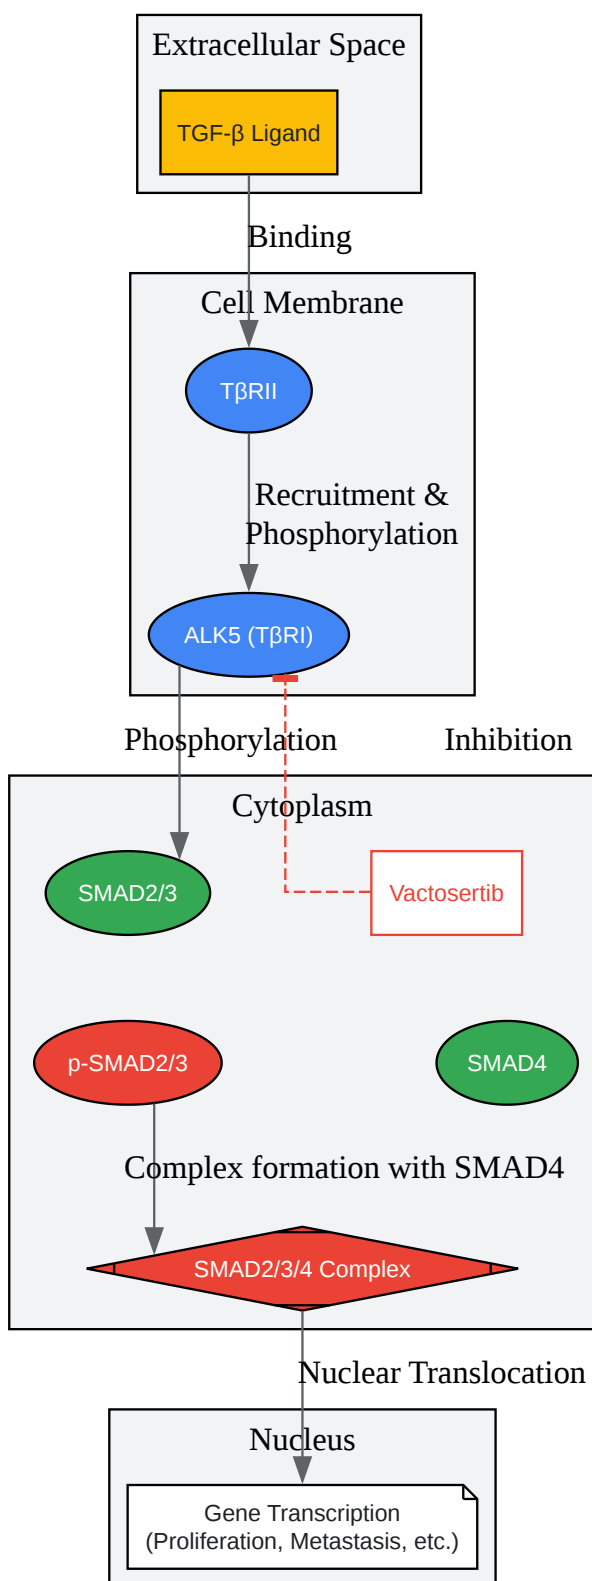 Extracellular Space
TGF-β Ligand
Binding
Cell Membrane
TβRII
Recruitment &
Phosphorylation
ALK5 (TβRI)
Phosphorylation
Inhibition
Cytoplasm
SMAD2/3
Vactosertib
p-SMAD2/3
SMAD4
Complex formation with SMAD4
SMAD2/3/4 Complex
Nuclear Translocation
Nucleus
Gene Transcription
(Proliferation, Metastasis, etc.)